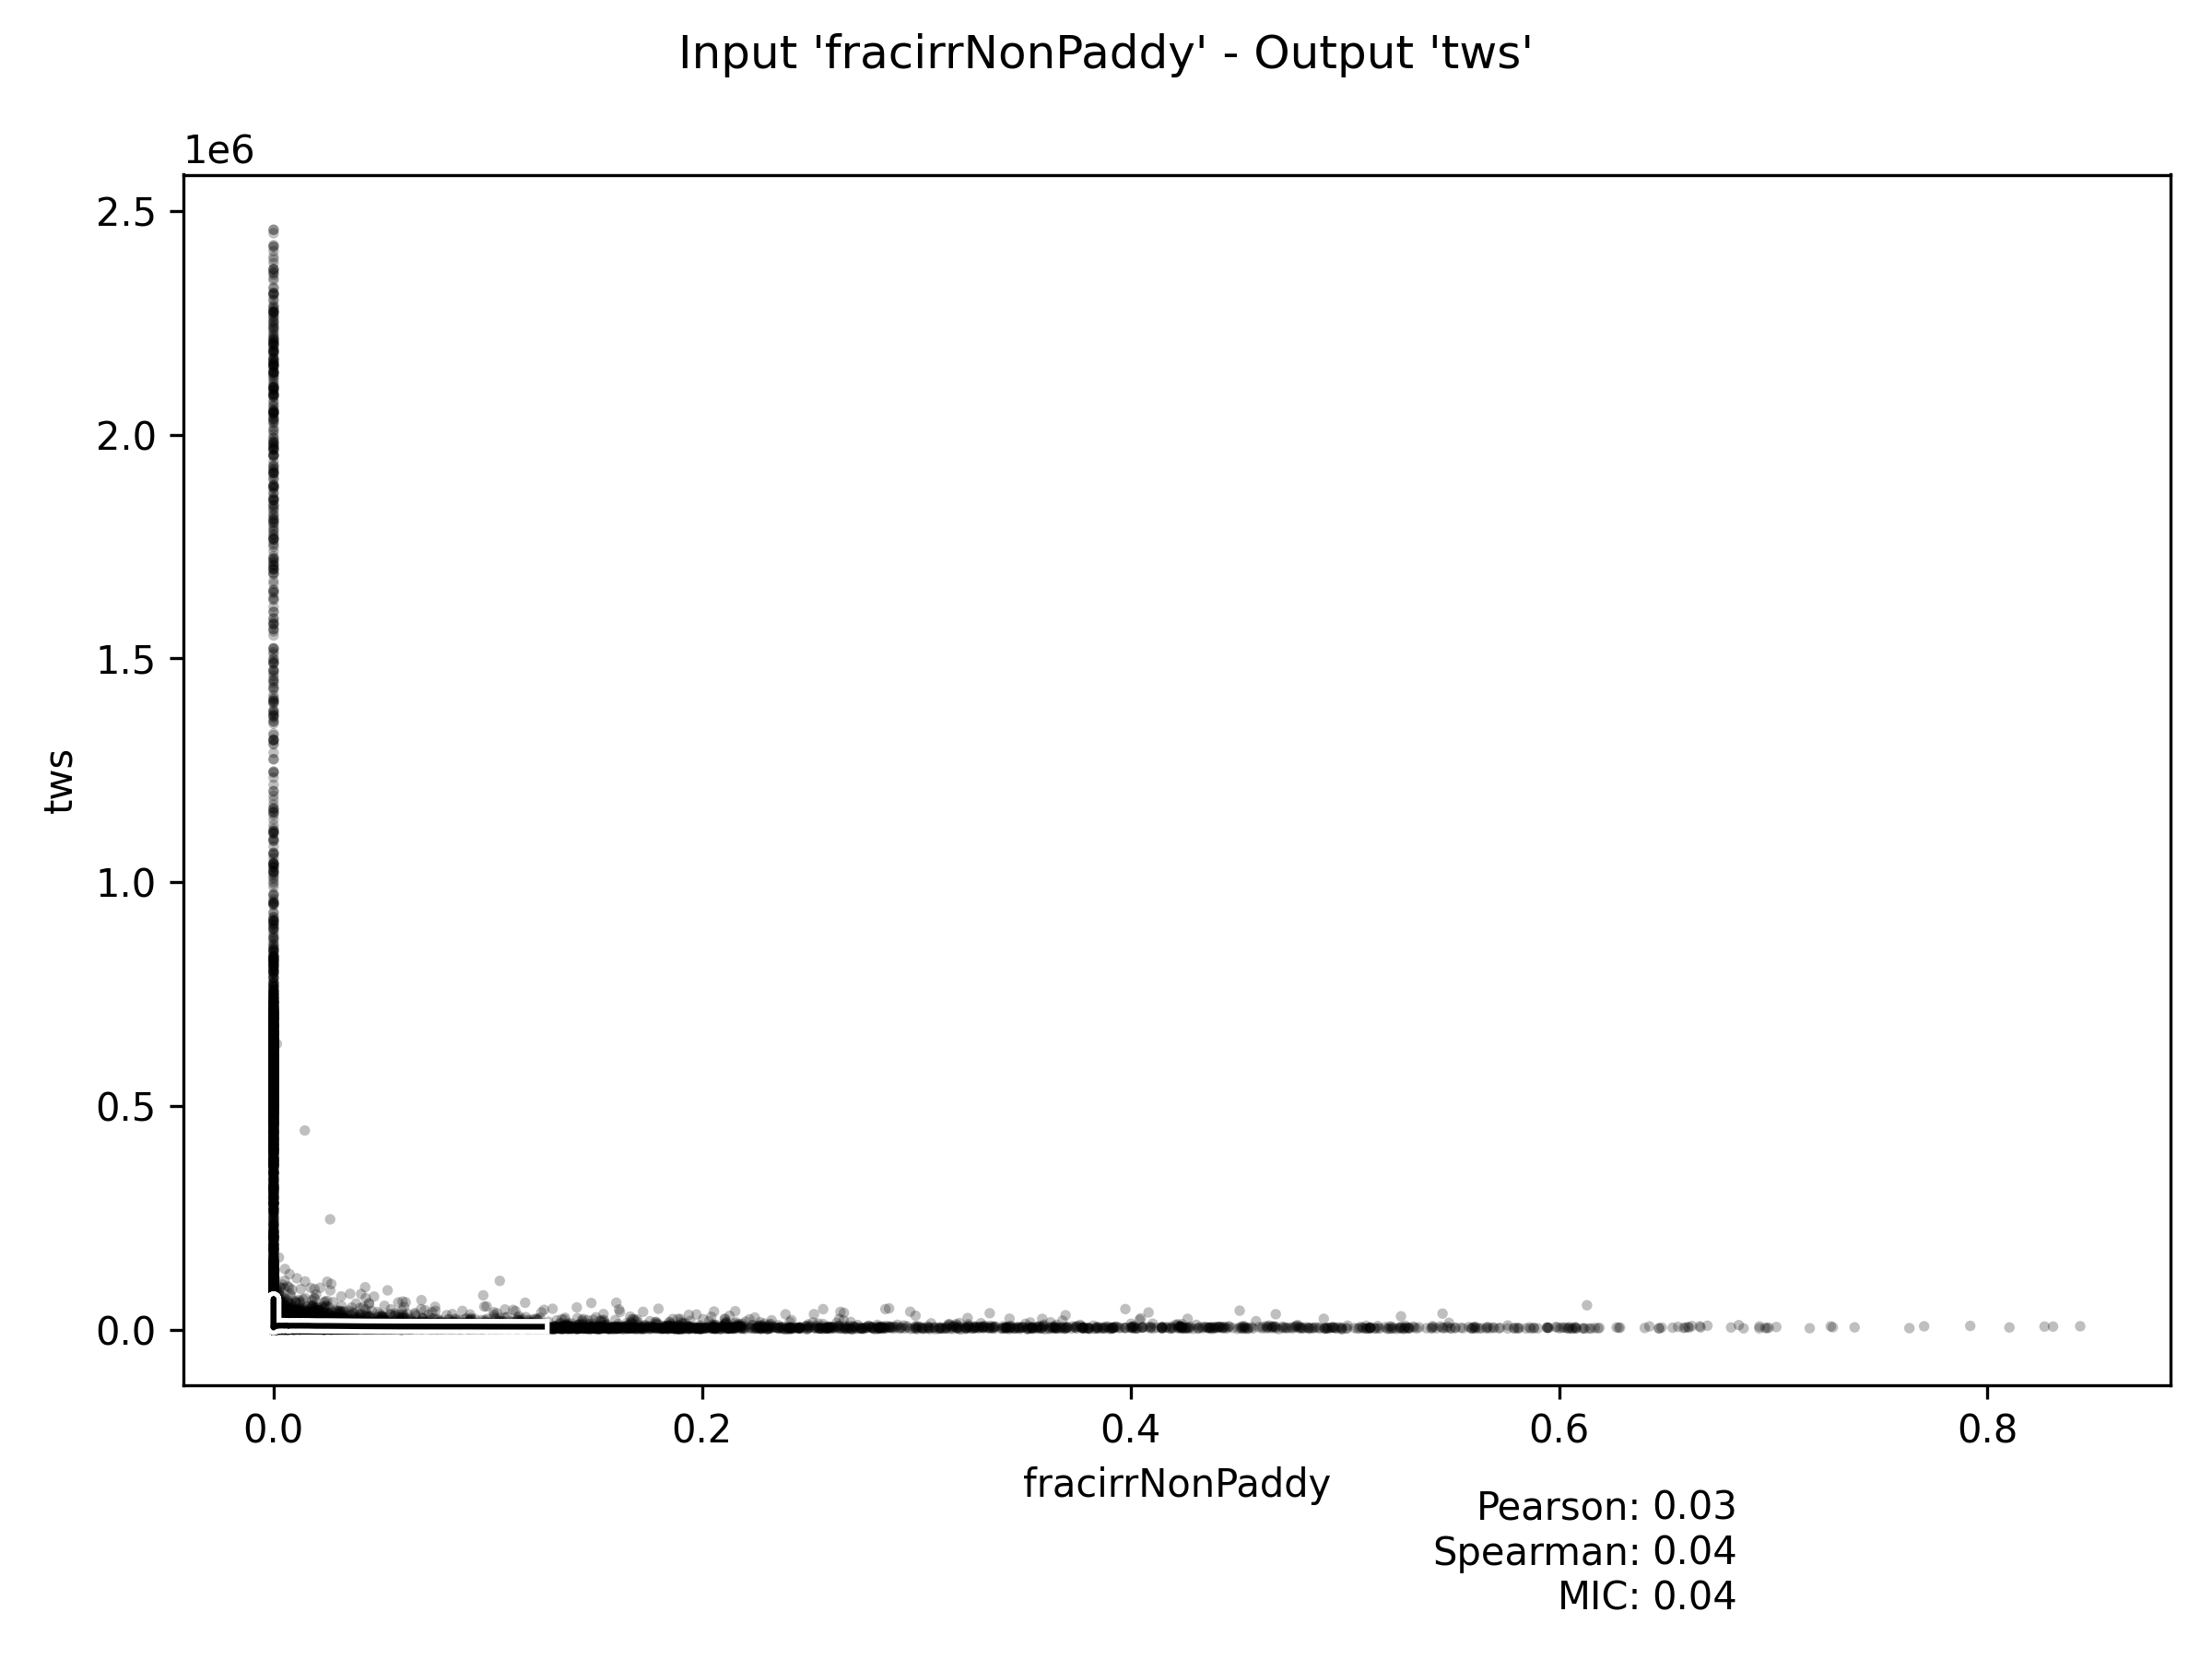 Input 'fracirrNonPaddy' - Output 'tws'
1e6
2.5
2.0
1.5
1.0
0.5
0.0
tws
0.0 0.2 0.4 0.6 0.8
fracirrNonPaddy
Pearson: 0.03
Spearman: 0.04
MIC: 0.04